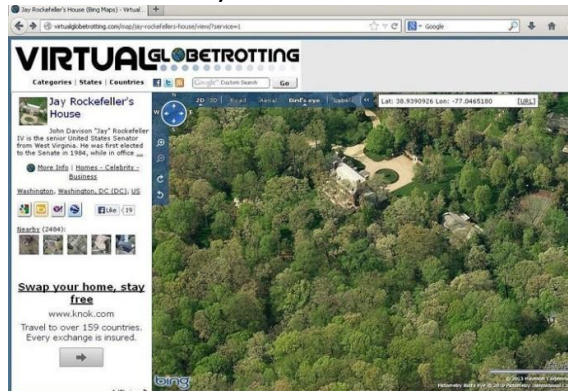 Jay Rockefeller's House (Bing Maps) - Virtual...
virtualglobetrotting.com/map/jay-rockefellers-house/view/?service=1
Google
VIRTUALGLOBETROTTING
Categories | States | Countries
Google Custom Search
Go
Jay Rockefeller's
House
John Davison "Jay" Rockefeller
IV is the senior United States Senator
from West Virginia. He was first elected
to the Senate in 1984, while in office ...
More Info | Homes - Celebrity -
Business
Washington, Washington, DC (DC), US
Like 19
Nearby (2484):
Swap your home, stay
free
www.knok.com
Travel to over 159 countries.
Every exchange is insured.
2D 3D Road Aerial Bird's eye Labels <<
Lat: 38.9390926 Lon: -77.0465180 [URL]
bing